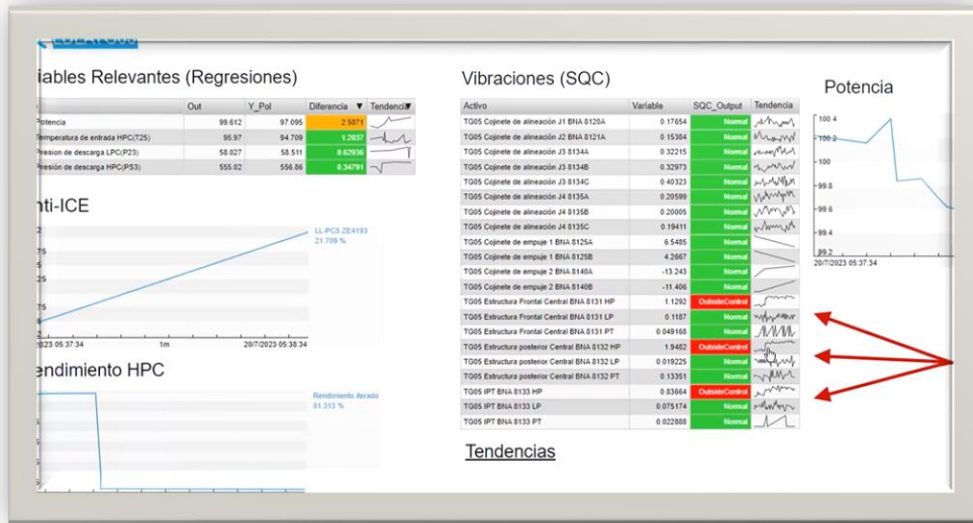 iables Relevantes (Regresiones)
Out Y_Pol Diferencia ▼ Tendencia▼
Potencia 99.612 97.095 2.5071
Temperatura de entrada HPC(T25) 95.97 94.709 1.2037
Presion de descarga LPC(P23) 58.027 58.511 0.62936
Presión de descarga HPC(PS3) 555.02 556.86 0.34791
nti-ICE
LL-PCS ZE4193
21.709 %
2023 05:37:34 1m 20/7/2023 05:38:34
endimiento HPC
Rendimiento iterado
81.313 %
Vibraciones (SQC)
Activo Variable SQC_Output Tendencia
TG05 Cojinete de alineación J1 BNA 8120A 0.17654 Normal
TG05 Cojinete de alineación J2 BNA 8121A 0.15384 Normal
TG05 Cojinete de alineación J3 8134A 0.32215 Normal
TG05 Cojinete de alineación J3 8134B 0.32973 Normal
TG05 Cojinete de alineación J3 8134C 0.40323 Normal
TG05 Cojinete de alineación J4 8135A 0.20599 Normal
TG05 Cojinete de alineación J4 8135B 0.20005 Normal
TG05 Cojinete de alineación J4 8135C 0.19411 Normal
TG05 Cojinete de empuje 1 BNA 8125A 6.5485 Normal
TG05 Cojinete de empuje 1 BNA 8125B 4.2667 Normal
TG05 Cojinete de empuje 2 BNA 8140A -13.243 Normal
TG05 Cojinete de empuje 2 BNA 8140B -11.406 Normal
TG05 Estructura Frontal Central BNA 8131 HP 1.1292 OutsideControl
TG05 Estructura Frontal Central BNA 8131 LP 0.1187 Normal
TG05 Estructura Frontal Central BNA 8131 PT 0.049168 Normal
TG05 Estructura posterior Central BNA 8132 HP 1.9482 OutsideControl
TG05 Estructura posterior Central BNA 8132 LP 0.019225 Normal
TG05 Estructura posterior Central BNA 8132 PT 0.13351 Normal
TG05 IPT BNA 8133 HP 0.83664 OutsideControl
TG05 IPT BNA 8133 LP 0.075174 Normal
TG05 IPT BNA 8133 PT 0.022888 Normal
Tendencias
Potencia
100.4
100.2
100
99.8
99.6
99.4
99.2
20/7/2023 05:37:34